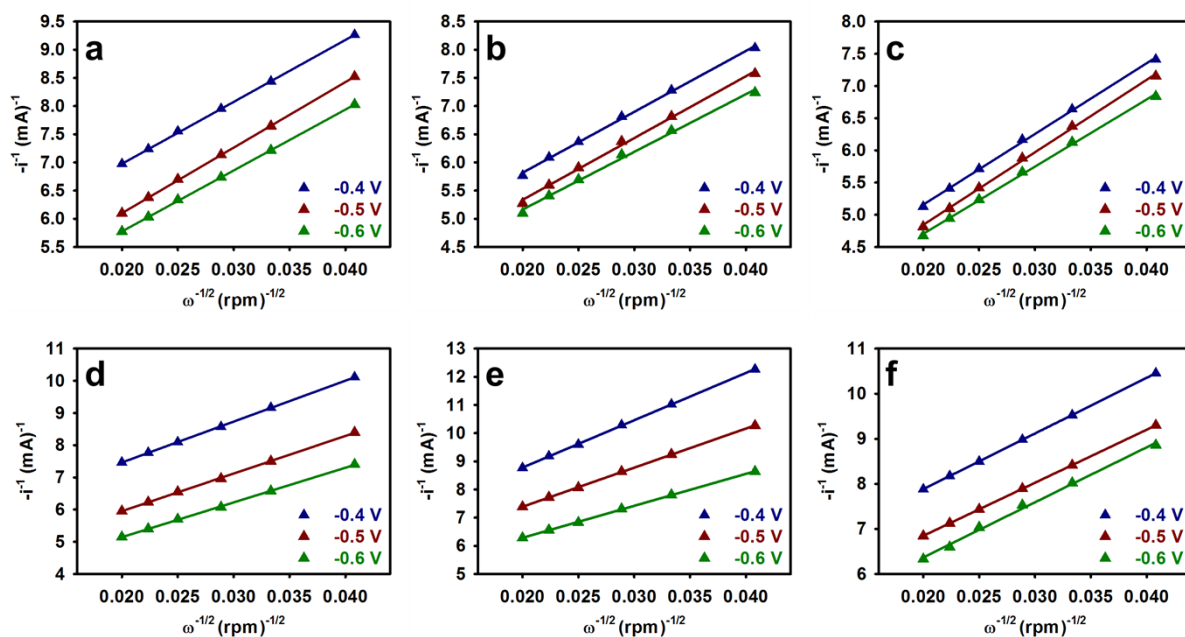 a
-i⁻¹ (mA)⁻¹
9.5
9.0
8.5
8.0
7.5
7.0
6.5
6.0
5.5
-0.4 V
-0.5 V
-0.6 V
0.020 0.025 0.030 0.035 0.040
ω⁻¹/² (rpm)⁻¹/²
b
-i⁻¹ (mA)⁻¹
8.5
8.0
7.5
7.0
6.5
6.0
5.5
5.0
4.5
-0.4 V
-0.5 V
-0.6 V
0.020 0.025 0.030 0.035 0.040
ω⁻¹/² (rpm)⁻¹/²
c
-i⁻¹ (mA)⁻¹
8.0
7.5
7.0
6.5
6.0
5.5
5.0
4.5
-0.4 V
-0.5 V
-0.6 V
0.020 0.025 0.030 0.035 0.040
ω⁻¹/² (rpm)⁻¹/²
d
-i⁻¹ (mA)⁻¹
11
10
9
8
7
6
5
4
-0.4 V
-0.5 V
-0.6 V
0.020 0.025 0.030 0.035 0.040
ω⁻¹/² (rpm)⁻¹/²
e
-i⁻¹ (mA)⁻¹
13
12
11
10
9
8
7
6
5
-0.4 V
-0.5 V
-0.6 V
0.020 0.025 0.030 0.035 0.040
ω⁻¹/² (rpm)⁻¹/²
f
-i⁻¹ (mA)⁻¹
11
10
9
8
7
6
-0.4 V
-0.5 V
-0.6 V
0.020 0.025 0.030 0.035 0.040
ω⁻¹/² (rpm)⁻¹/²